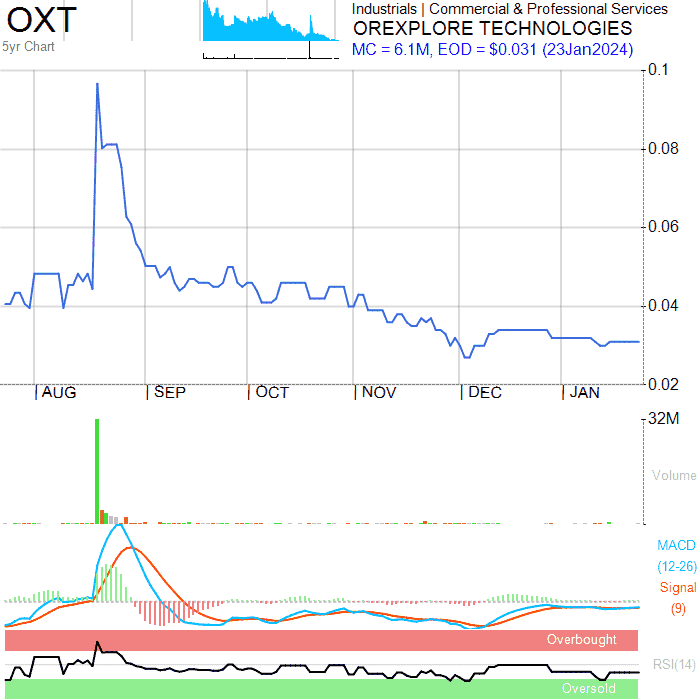 OXT
5yr Chart
Industrials | Commercial & Professional Services
OREXPLORE TECHNOLOGIES
MC = 6.1M, EOD = $0.031 (23Jan2024)
0.1
0.08
0.06
0.04
0.02
AUG SEP OCT NOV DEC JAN
32M
Volume
MACD
(12-26)
Signal
(9)
Overbought
RSI(14)
Oversold